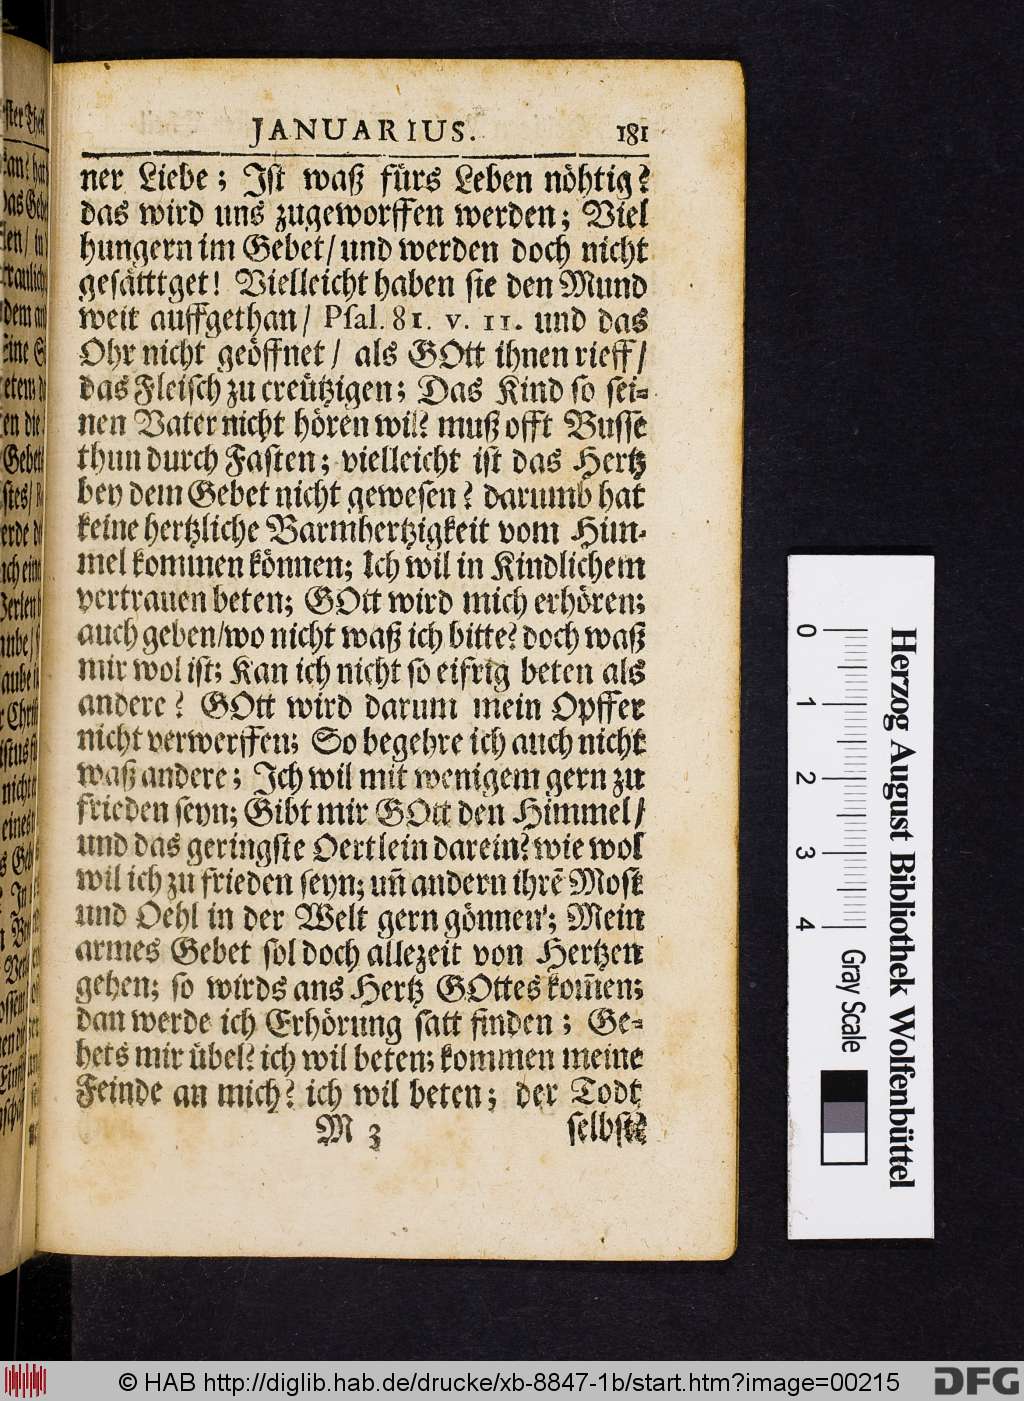 JANUARIUS. 181
ner Liebe; Iſt waß fürs Leben nöhtig?
das wird uns zugeworffen werden; Viel
hungern im Gebet/ und werden doch nicht
geſätttget! Vielleicht haben ſie den Mund
weit auffgethan/ Pſal. 81. v. 11. und das
Ohr nicht geöffnet/ als GOtt ihnen rieff/
das Fleiſch zu creützigen; Das Kind ſo ſei-
nen Vater nicht hören wil? muß offt Buſſe
thun durch Faſten; vielleicht iſt das Hertz
bey dem Gebet nicht geweſen? darumb hat
keine hertzliche Barmhertzigkeit vom Him-
mel kommen können; Ich wil in Kindlichem
vertrauen beten; GOtt wird mich erhören;
auch geben/wo nicht waß ich bitte? doch waß
mir wol iſt; Kan ich nicht ſo eifrig beten als
andere? GOtt wird darum mein Opffer
nicht verwerffen; So begehre ich auch nicht
waß andere; Ich wil mit wenigem gern zu
frieden ſeyn; Gibt mir GOtt den Himmel/
und das geringſte Oertlein darein? wie wol
wil ich zu frieden ſeyn; uñ andern ihrē Moſt
und Oehl in der Welt gern gönnen; Mein
armes Gebet ſol doch allezeit von Hertzen
gehen; ſo wirds ans Hertz GOttes kom̃en;
dan werde ich Erhörung ſatt finden; Ge-
hets mir übel? ich wil beten; kommen meine
Feinde an mich? ich wil beten; der Todt
M 3 ſelbſt?
Herzog August Bibliothek Wolfenbüttel
0 1 2 3 4 Gray Scale
© HAB http://diglib.hab.de/drucke/xb-8847-1b/start.htm?image=00215
DFG